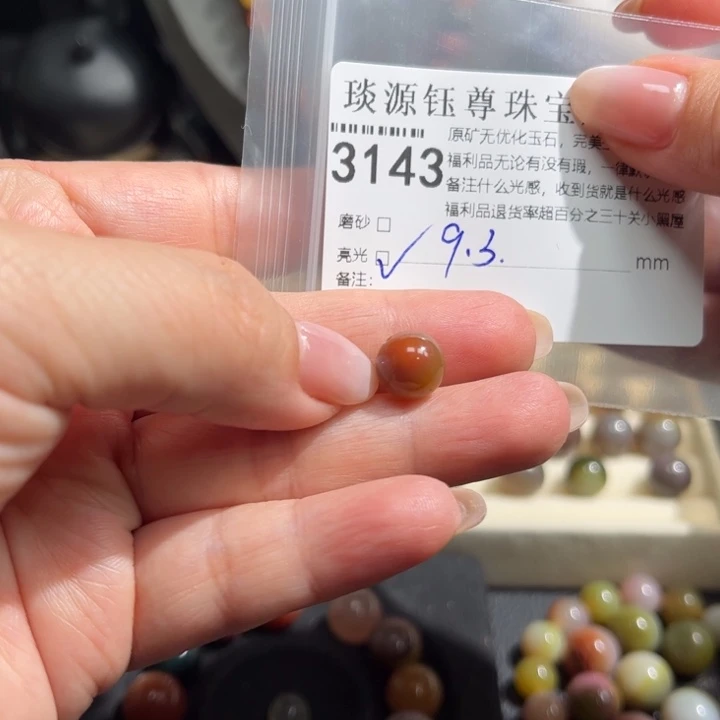 琰源钰尊珠宝
原矿无优化玉石，完美
3143
福利品无论有没有瑕，一律默
备注什么光感，收到货就是什么光感
福利品退货率超百分之三十关小黑屋
磨砂 □
亮光 □ ✓ 9.3. mm
备注：